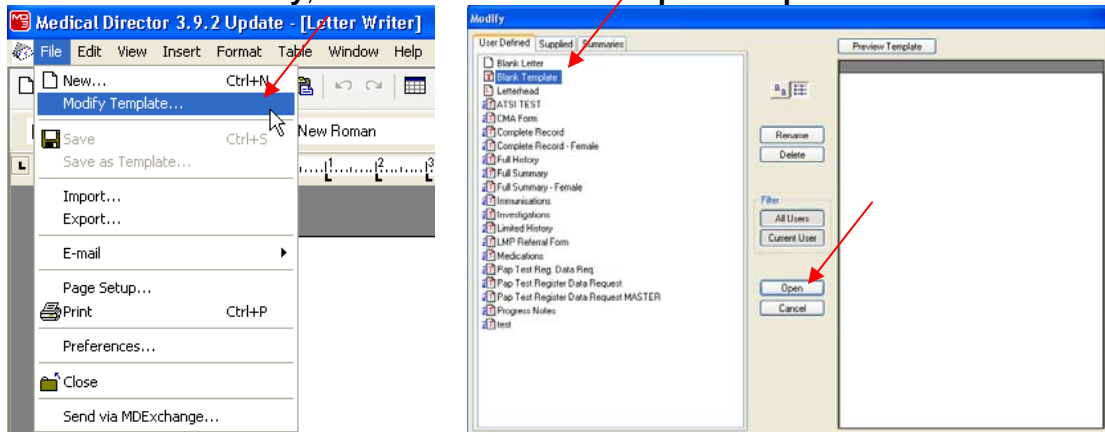 Medical Director 3.9.2 Update - [Letter Writer]
File Edit View Insert Format Table Window Help
New... Ctrl+N
Modify Template...
Save Ctrl+S
Save as Template...
New Roman
1 2 3
Import...
Export...
E-mail
Page Setup...
Print Ctrl+P
Preferences...
Close
Send via MDExchange...
Modify
User Defined Supplied Summaries
Blank Letter
Blank Template
Letterhead
ATSI TEST
CMA Form
Complete Record
Complete Record - Female
Full History
Full Summary
Full Summary - Female
Immunisations
Investigations
Limited History
LMP Referral Form
Medications
Pap Test Reg. Data Req.
Pap Test Register Data Request
Pap Test Register Data Request MASTER
Progress Notes
test
Rename
Delete
Filter
All Users
Current User
Open
Cancel
Preview Template